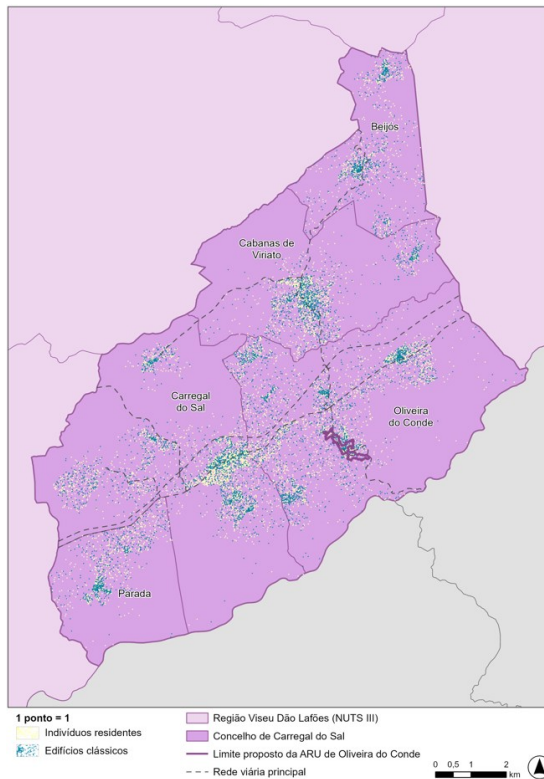 Beijós
Cabanas de
Viriato
Carregal
do Sal
Oliveira
do Conde
Parada
1 ponto = 1
Indivíduos residentes
Edifícios clássicos
Região Viseu Dão Lafões (NUTS III)
Concelho de Carregal do Sal
Limite proposto da ARU de Oliveira do Conde
Rede viária principal
0 0,5 1 2
km